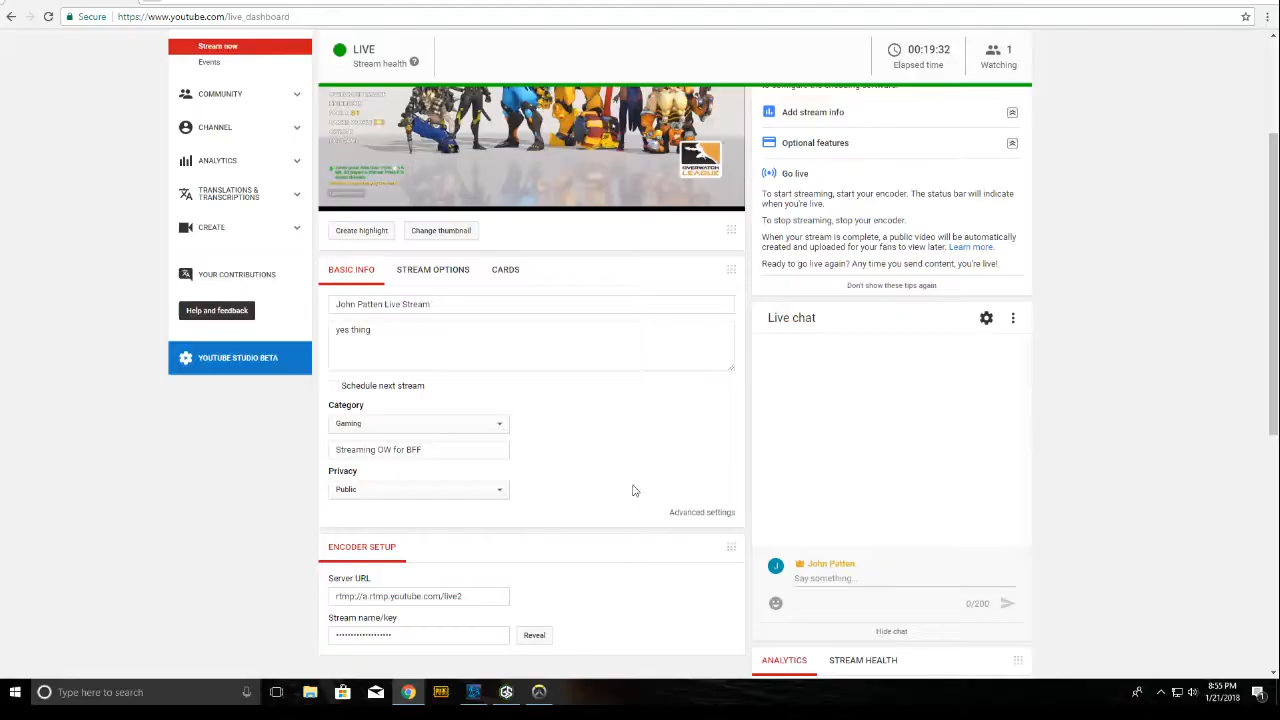 Secure
https://www.youtube.com/live_dashboard
Stream now
Events
COMMUNITY
CHANNEL
ANALYTICS
TRANSLATIONS &
TRANSCRIPTIONS
CREATE
YOUR CONTRIBUTIONS
Help and feedback
YOUTUBE STUDIO BETA
LIVE
Stream health
00:19:32
Elapsed time
1
Watching
OVERWATCH
LEAGUE
Create highlight
Change thumbnail
BASIC INFO
STREAM OPTIONS
CARDS
John Patten Live Stream
yes thing
Schedule next stream
Category
Gaming
Streaming OW for BFF
Privacy
Public
Advanced settings
ENCODER SETUP
Server URL
rtmp://a.rtmp.youtube.com/live2
Stream name/key
••••••••••••••••••
Reveal
Add stream info
Optional features
Go live
To start streaming, start your encoder. The status bar will indicate
when you're live.
To stop streaming, stop your encoder.
When your stream is complete, a public video will be automatically
created and uploaded for your fans to view later. Learn more.
Ready to go live again? Any time you send content, you're live!
Don't show these tips again
Live chat
J
John Patten
Say something...
0/200
Hide chat
ANALYTICS
STREAM HEALTH
Type here to search
8:55 PM
1/21/2018